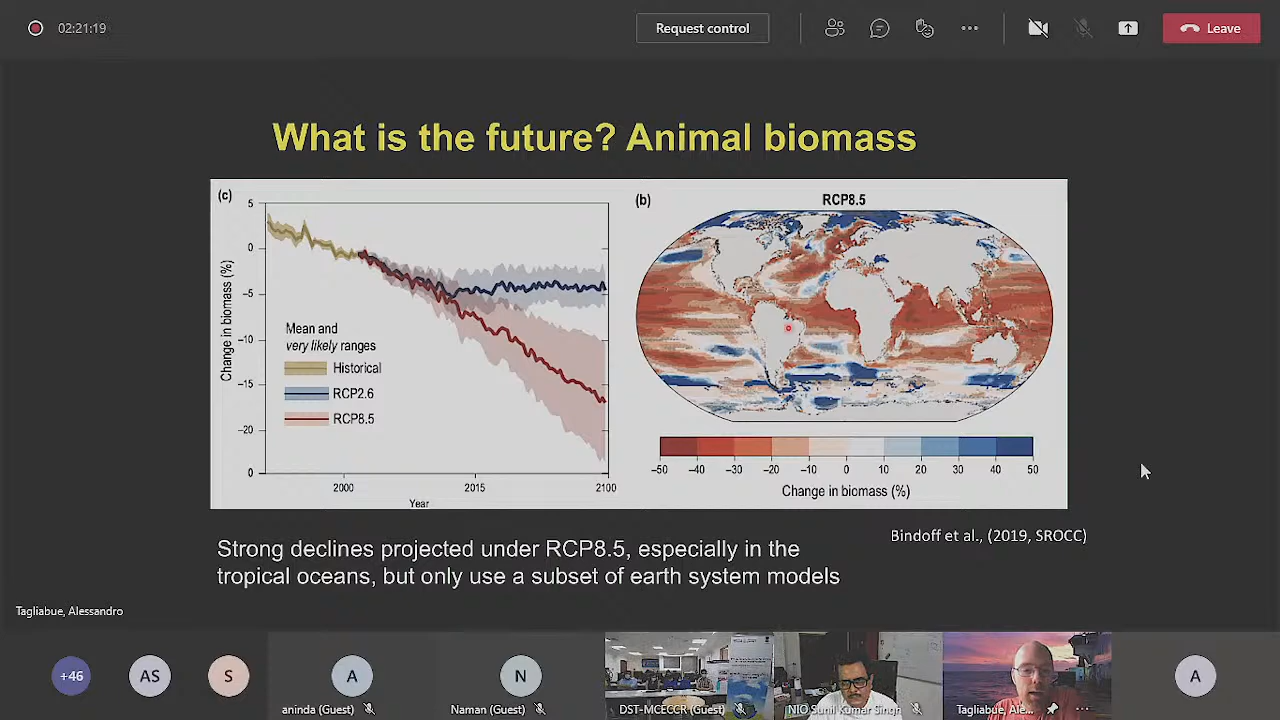 02:21:19
Request control
Leave
What is the future? Animal biomass
(c)
5
0
−5
−10
−15
−20
0
Change in biomass (%)
Mean and
very likely ranges
Historical
RCP2.6
RCP8.5
2000
2015
2100
Year
(b)
RCP8.5
−50
−40
−30
−20
−10
0
10
20
30
40
50
Change in biomass (%)
Bindoff et al., (2019, SROCC)
Strong declines projected under RCP8.5, especially in the
tropical oceans, but only use a subset of earth system models
Tagliabue, Alessandro
+46
AS
S
A
aninda (Guest)
N
Naman (Guest)
DST-MCECCR (Guest)
NIO Sunil Kumar Singh
Tagliabue, Ale...
A